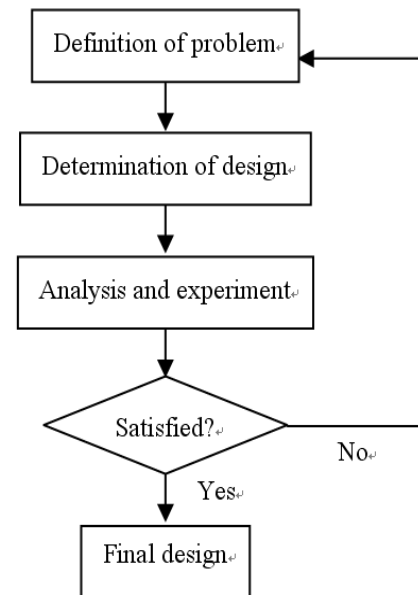 Definition of problem
Determination of design
Analysis and experiment
Satisfied?
No
Yes
Final design